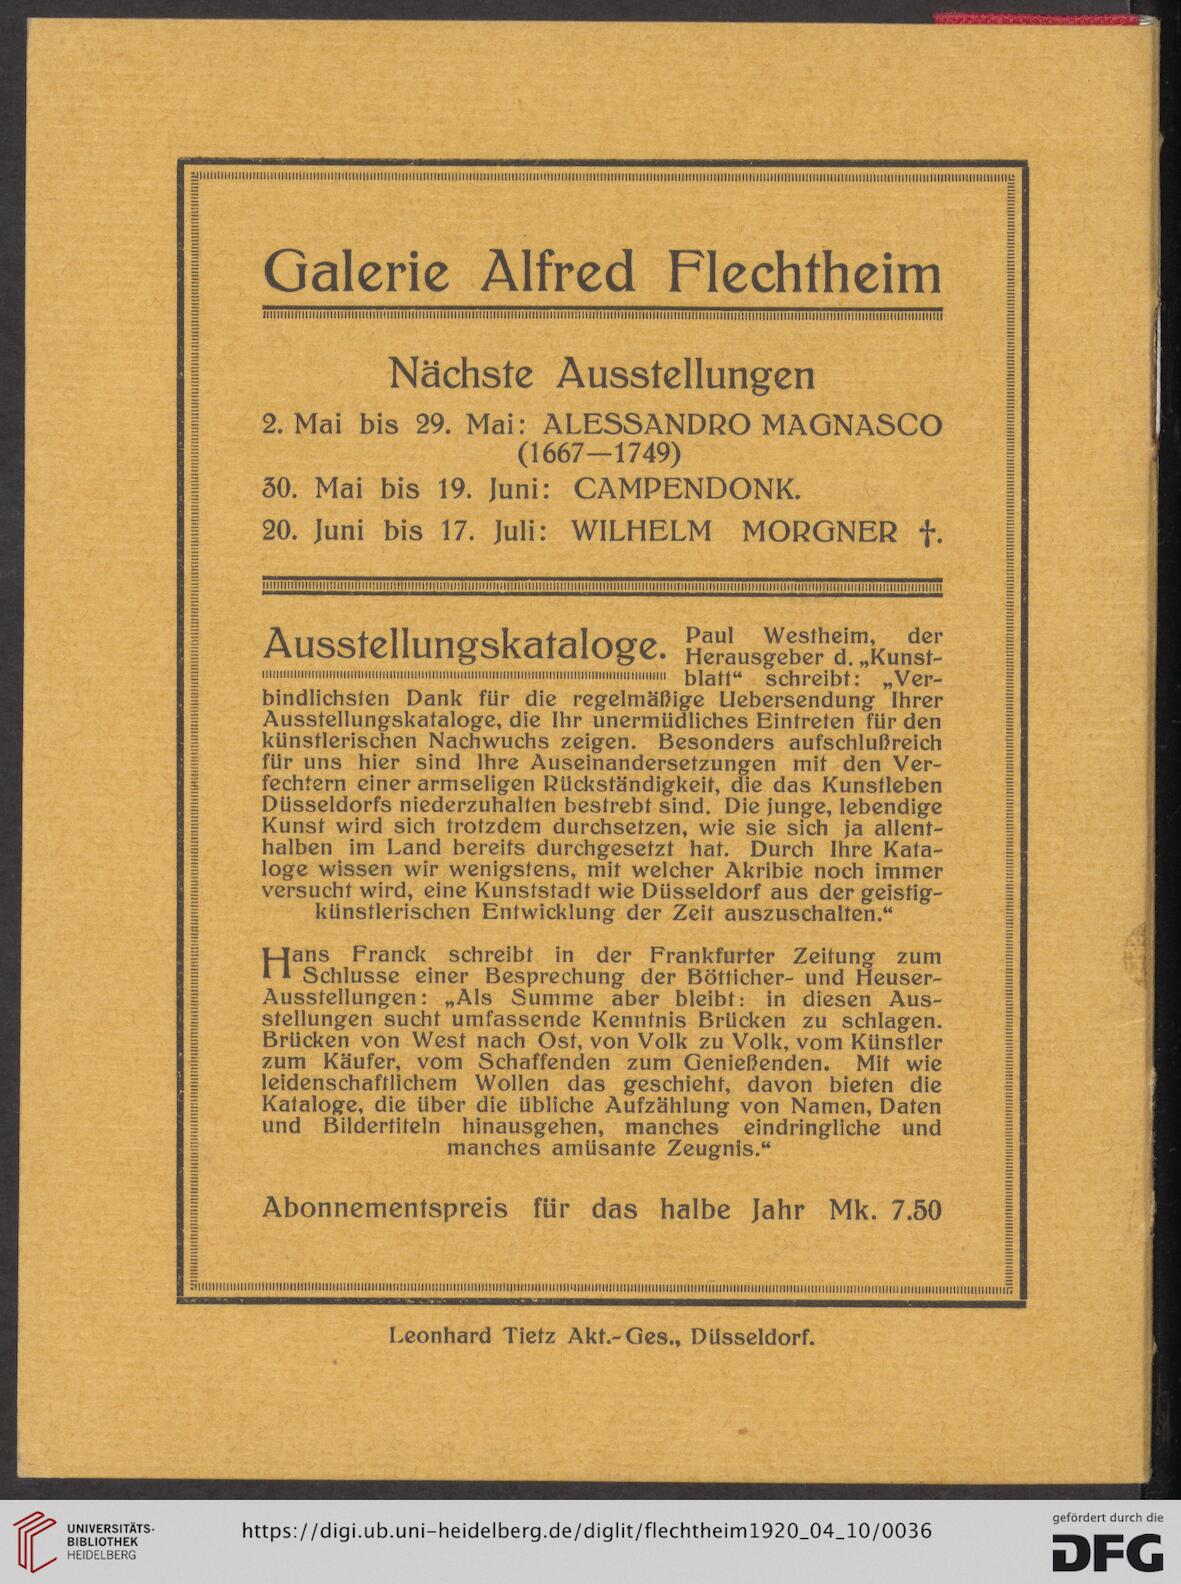 Galerie Alfred Flechtheim
Nächste Ausstellungen
2. Mai bis 29. Mai: ALESSANDRO MAGNASCO
(1667—1749)
30. Mai bis 19. Juni: CAMPENDONK.
20. Juni bis 17. Juli: WILHELM MORGNER †.
Ausstellungskataloge. Paul Westheim, der
Herausgeber d. „Kunst-
blatt“ schreibt: „Ver-
bindlichsten Dank für die regelmäßige Uebersendung Ihrer
Ausstellungskataloge, die Ihr unermüdliches Eintreten für den
künstlerischen Nachwuchs zeigen. Besonders aufschlußreich
für uns hier sind Ihre Auseinandersetzungen mit den Ver-
fechtern einer armseligen Rückständigkeit, die das Kunstleben
Düsseldorfs niederzuhalten bestrebt sind. Die junge, lebendige
Kunst wird sich trotzdem durchsetzen, wie sie sich ja allent-
halben im Land bereits durchgesetzt hat. Durch Ihre Kata-
loge wissen wir wenigstens, mit welcher Akribie noch immer
versucht wird, eine Kunststadt wie Düsseldorf aus der geistig-
künstlerischen Entwicklung der Zeit auszuschalten.“
Hans Franck schreibt in der Frankfurter Zeitung zum
Schlusse einer Besprechung der Bötticher- und Heuser-
Ausstellungen: „Als Summe aber bleibt: in diesen Aus-
stellungen sucht umfassende Kenntnis Brücken zu schlagen.
Brücken von West nach Ost, von Volk zu Volk, vom Künstler
zum Käufer, vom Schaffenden zum Genießenden. Mit wie
leidenschaftlichem Wollen das geschieht, davon bieten die
Kataloge, die über die übliche Aufzählung von Namen, Daten
und Bildertiteln hinausgehen, manches eindringliche und
manches amüsante Zeugnis.“
Abonnementspreis für das halbe Jahr Mk. 7.50
Leonhard Tietz Akt.-Ges., Düsseldorf.
UNIVERSITÄTS-
BIBLIOTHEK
HEIDELBERG
https://digi.ub.uni-heidelberg.de/diglit/flechtheim1920_04_10/0036
gefördert durch die
DFG